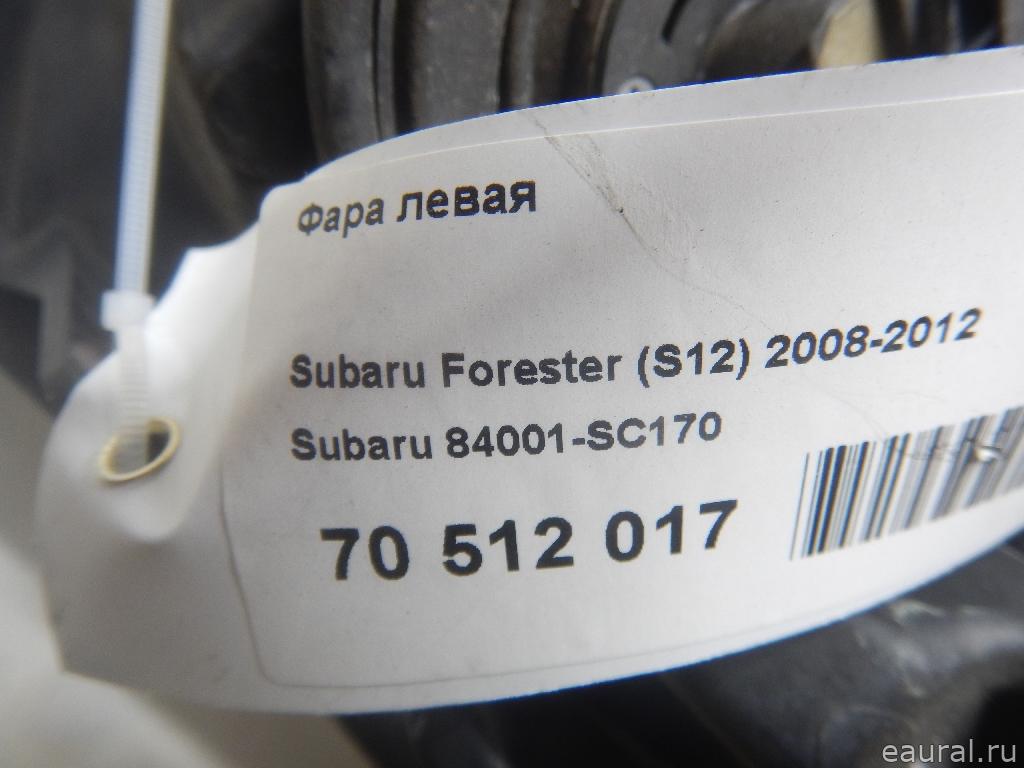 Фара левая
Subaru Forester (S12) 2008-2012
Subaru 84001-SC170
70 512 017
eaural.ru